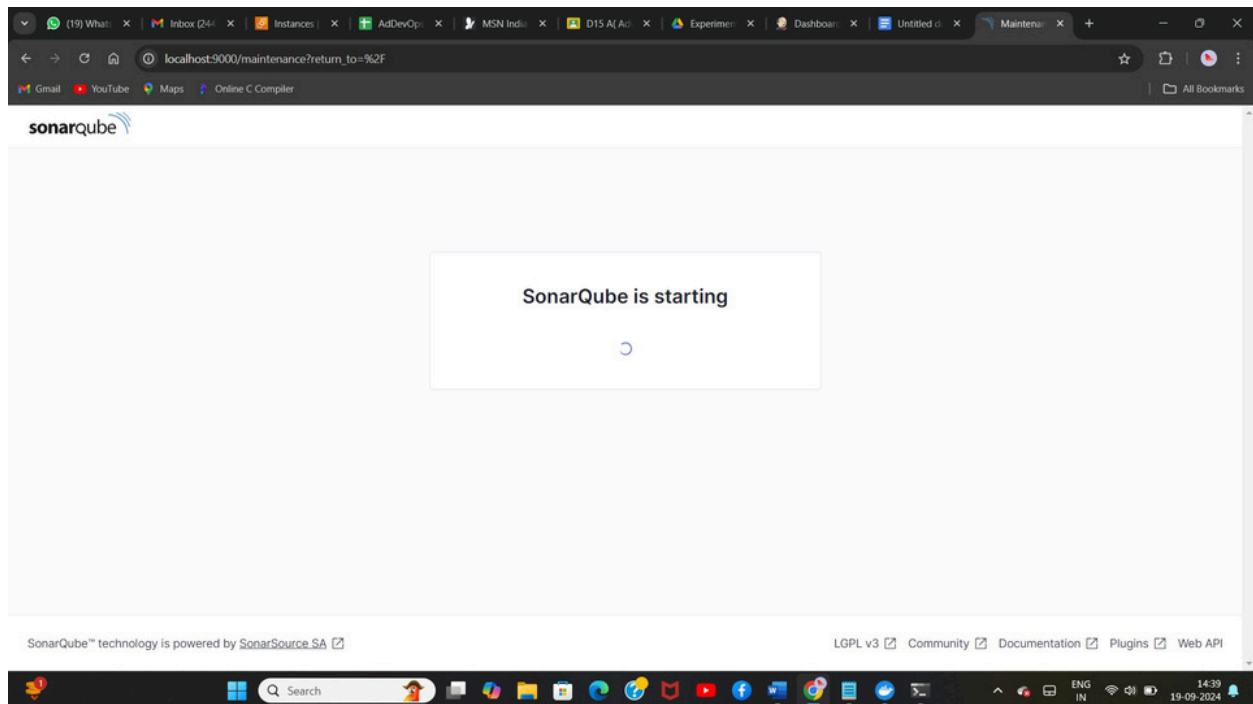 (19) What
Inbox (24
Instances
AdDevOp
MSN India
D15 A( Ad
Experimen
Dashboar
Untitled d
Maintena
localhost:9000/maintenance?return_to=%2F
Gmail YouTube Maps Online C Compiler All Bookmarks
sonarqube
SonarQube is starting
SonarQube™ technology is powered by SonarSource SA LGPL v3 Community Documentation Plugins Web API
Search
ENG
IN
14:39
19-09-2024